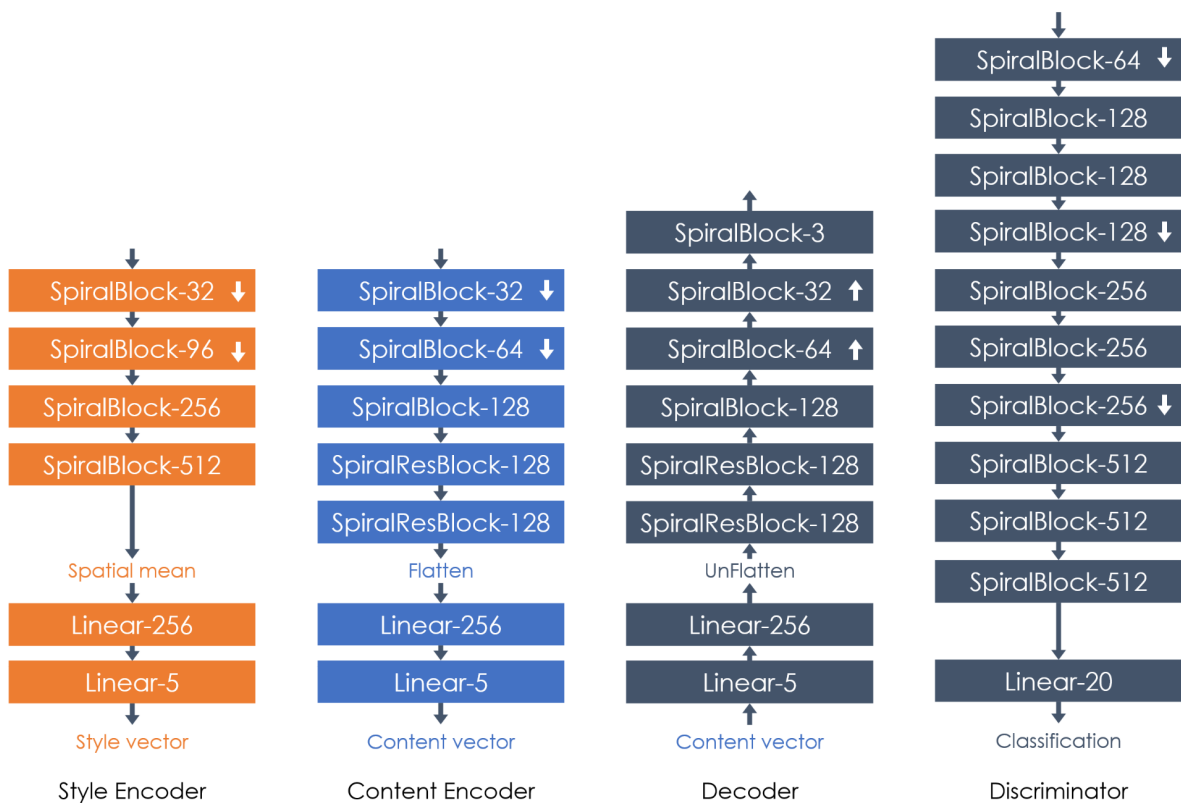 SpiralBlock-32
SpiralBlock-96
SpiralBlock-256
SpiralBlock-512
Spatial mean
Linear-256
Linear-5
Style vector
Style Encoder
SpiralBlock-32
SpiralBlock-64
SpiralBlock-128
SpiralResBlock-128
SpiralResBlock-128
Flatten
Linear-256
Linear-5
Content vector
Content Encoder
SpiralBlock-3
SpiralBlock-32
SpiralBlock-64
SpiralBlock-128
SpiralResBlock-128
SpiralResBlock-128
UnFlatten
Linear-256
Linear-5
Content vector
Decoder
SpiralBlock-64
SpiralBlock-128
SpiralBlock-128
SpiralBlock-128
SpiralBlock-256
SpiralBlock-256
SpiralBlock-256
SpiralBlock-512
SpiralBlock-512
SpiralBlock-512
Linear-20
Classification
Discriminator